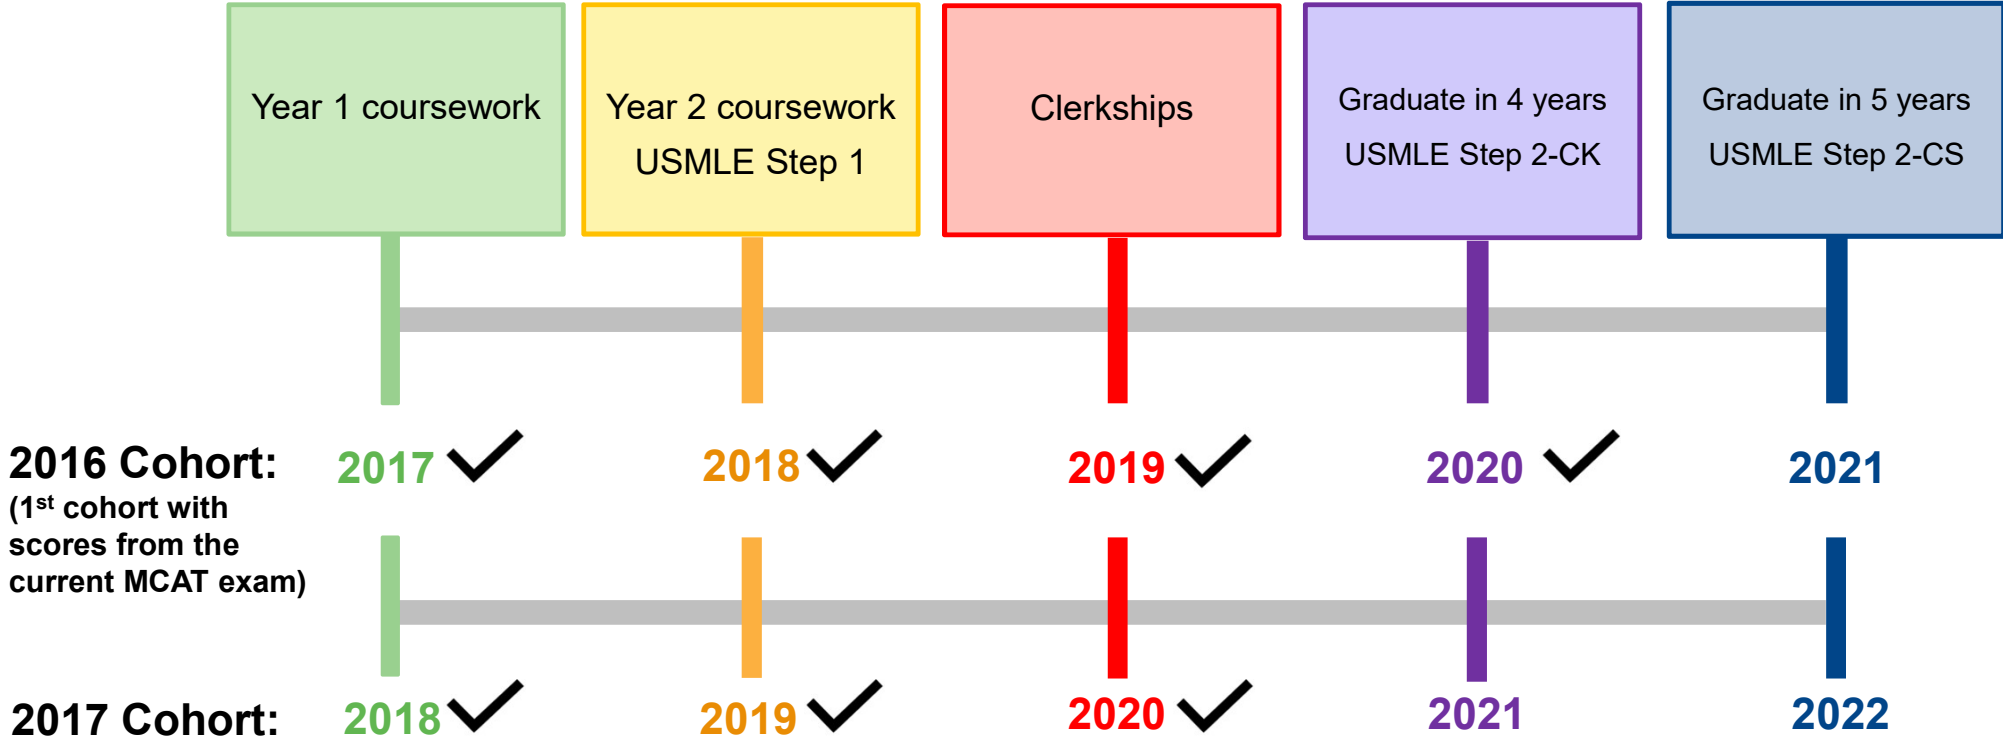 Year 1 coursework
Year 2 coursework
USMLE Step 1
Clerkships
Graduate in 4 years
USMLE Step 2-CK
Graduate in 5 years
USMLE Step 2-CS
2016 Cohort: 2017 2018 2019 2020 2021
(1st cohort with
scores from the
current MCAT exam)
2017 Cohort: 2018 2019 2020 2021 2022